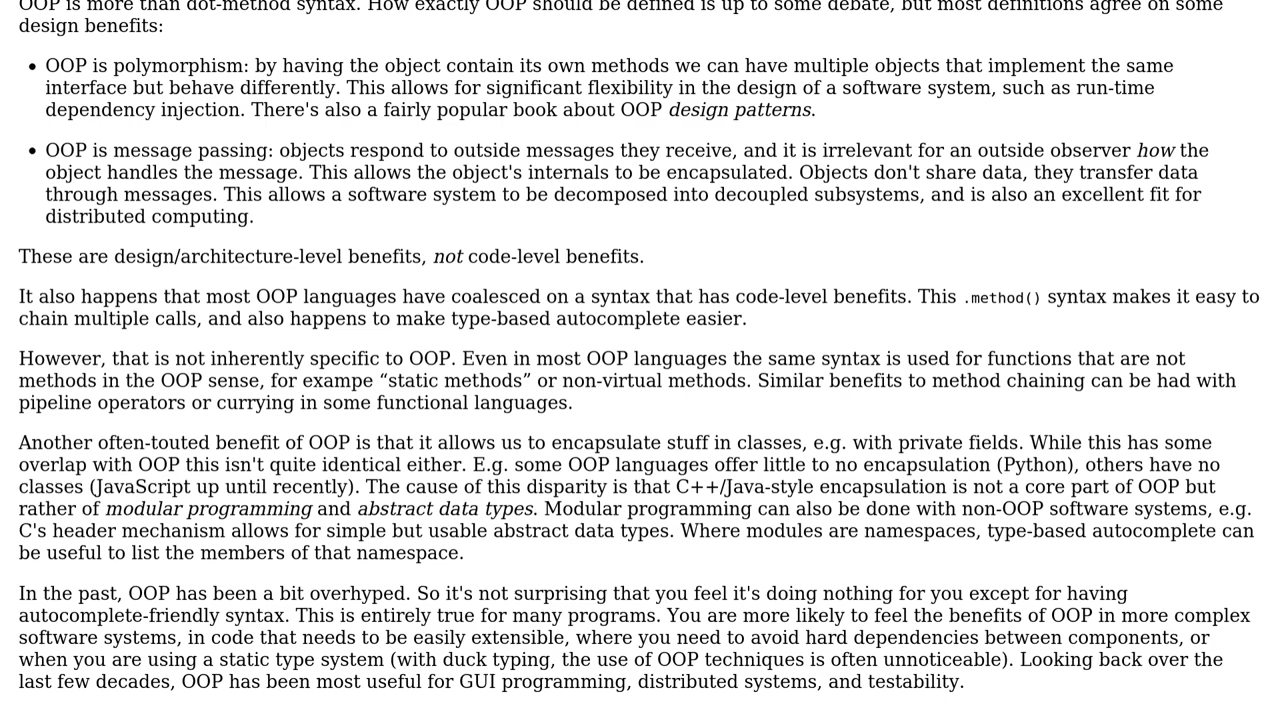 OOP is more than dot-method syntax. How exactly OOP should be defined is up to some debate, but most definitions agree on some
design benefits:
• OOP is polymorphism: by having the object contain its own methods we can have multiple objects that implement the same
interface but behave differently. This allows for significant flexibility in the design of a software system, such as run-time
dependency injection. There's also a fairly popular book about OOP design patterns.
• OOP is message passing: objects respond to outside messages they receive, and it is irrelevant for an outside observer how the
object handles the message. This allows the object's internals to be encapsulated. Objects don't share data, they transfer data
through messages. This allows a software system to be decomposed into decoupled subsystems, and is also an excellent fit for
distributed computing.
These are design/architecture-level benefits, not code-level benefits.
It also happens that most OOP languages have coalesced on a syntax that has code-level benefits. This .method() syntax makes it easy to
chain multiple calls, and also happens to make type-based autocomplete easier.
However, that is not inherently specific to OOP. Even in most OOP languages the same syntax is used for functions that are not
methods in the OOP sense, for exampe “static methods” or non-virtual methods. Similar benefits to method chaining can be had with
pipeline operators or currying in some functional languages.
Another often-touted benefit of OOP is that it allows us to encapsulate stuff in classes, e.g. with private fields. While this has some
overlap with OOP this isn't quite identical either. E.g. some OOP languages offer little to no encapsulation (Python), others have no
classes (JavaScript up until recently). The cause of this disparity is that C++/Java-style encapsulation is not a core part of OOP but
rather of modular programming and abstract data types. Modular programming can also be done with non-OOP software systems, e.g.
C's header mechanism allows for simple but usable abstract data types. Where modules are namespaces, type-based autocomplete can
be useful to list the members of that namespace.
In the past, OOP has been a bit overhyped. So it's not surprising that you feel it's doing nothing for you except for having
autocomplete-friendly syntax. This is entirely true for many programs. You are more likely to feel the benefits of OOP in more complex
software systems, in code that needs to be easily extensible, where you need to avoid hard dependencies between components, or
when you are using a static type system (with duck typing, the use of OOP techniques is often unnoticeable). Looking back over the
last few decades, OOP has been most useful for GUI programming, distributed systems, and testability.